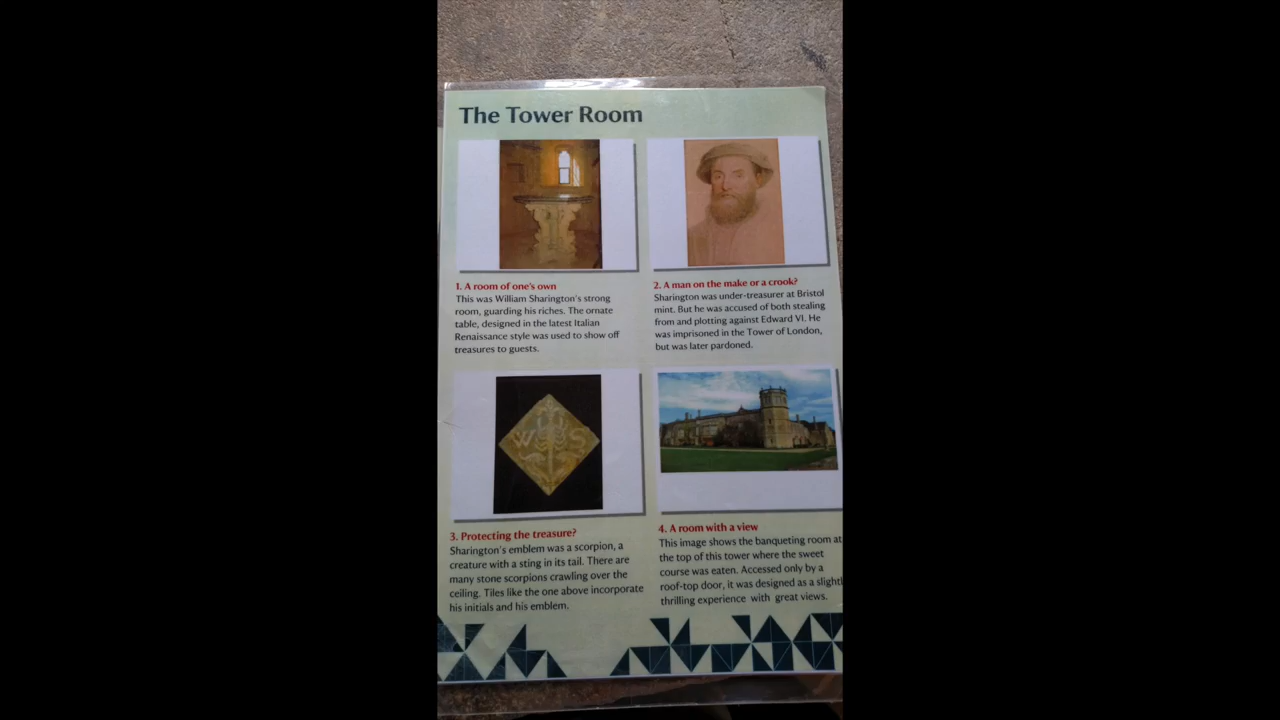 The Tower Room
1. A room of one's own
This was William Sharington's strong
room, guarding his riches. The ornate
table, designed in the latest Italian
Renaissance style was used to show off
treasures to guests.
2. A man on the make or a crook?
Sharington was under-treasurer at Bristol
mint. But he was accused of both stealing
from and plotting against Edward VI. He
was imprisoned in the Tower of London,
but was later pardoned.
W S
3. Protecting the treasure?
Sharington's emblem was a scorpion, a
creature with a sting in its tail. There are
many stone scorpions crawling over the
ceiling. Tiles like the one above incorporate
his initials and his emblem.
4. A room with a view
This image shows the banqueting room at
the top of this tower where the sweet
course was eaten. Accessed only by a
roof-top door, it was designed as a slightl
thrilling experience with great views.